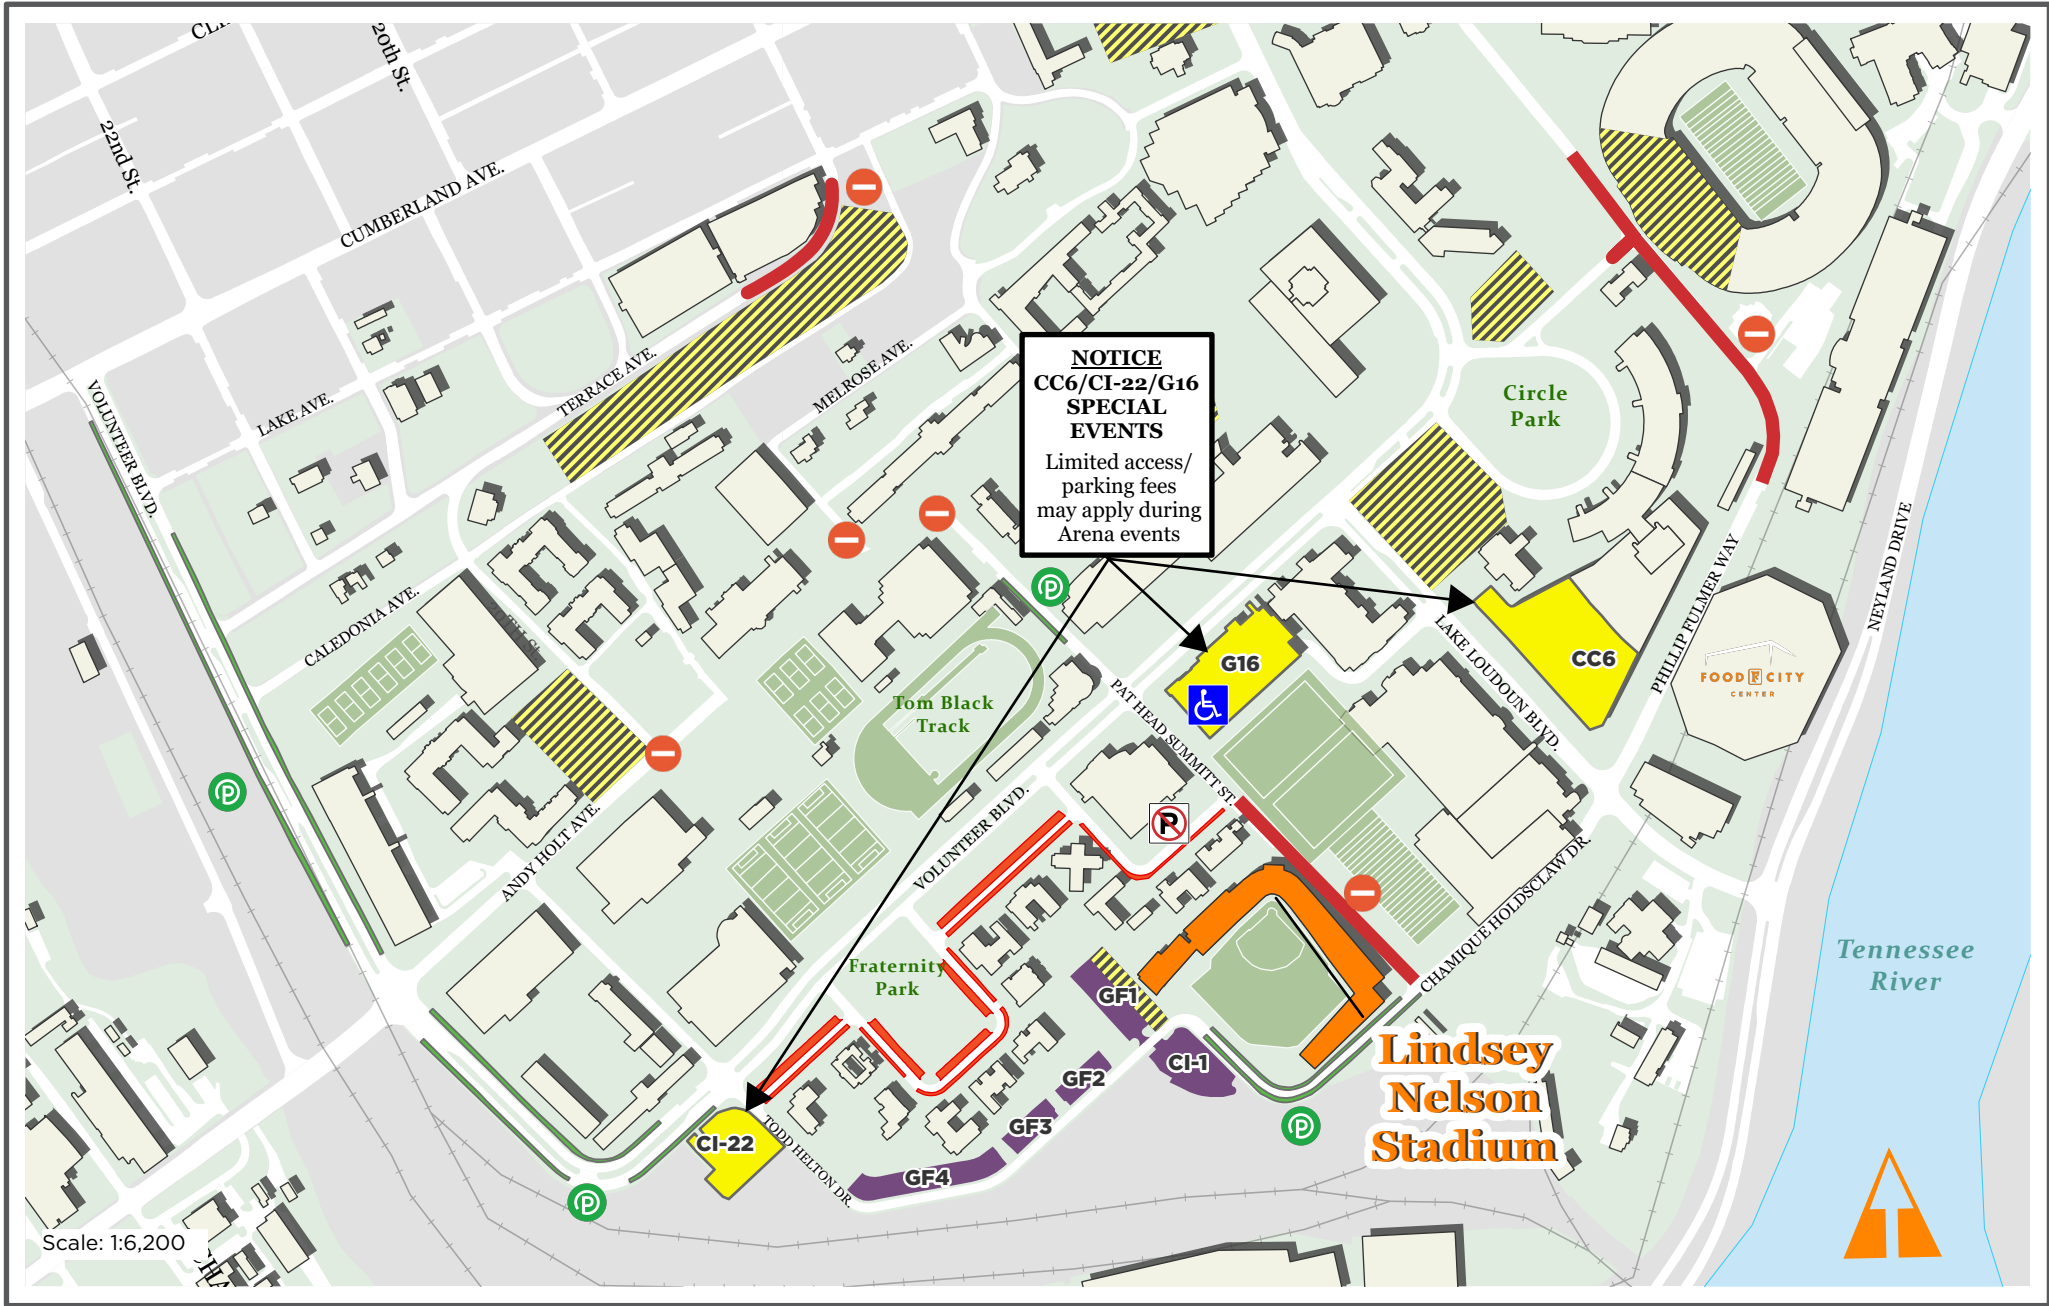 CLI
20th St.
22nd St.
CUMBERLAND AVE.
VOLUNTEER BLVD.
LAKE AVE.
TERRACE AVE.
MELROSE AVE.
NOTICE
CC6/CI-22/G16
SPECIAL
EVENTS
Limited access/
parking fees
may apply during
Arena events
Circle
Park
NEYLAND DRIVE
PHILLIP FULMER WAY
CALEDONIA AVE.
LAKE LOUDOUN BLVD.
CC6
G16
FOOD CITY
CENTER
PAT HEAD SUMMITT ST.
Tom Black
Track
P
P
P
P
P
ANDY HOLT AVE.
VOLUNTEER BLVD.
CHAMIQUE HOLDSCLAW DR.
Fraternity
Park
GF1
CI-1
GF2
GF3
GF4
CI-22
TODD HELTON DR.
Lindsey
Nelson
Stadium
Tennessee
River
Scale: 1:6,200
CHA